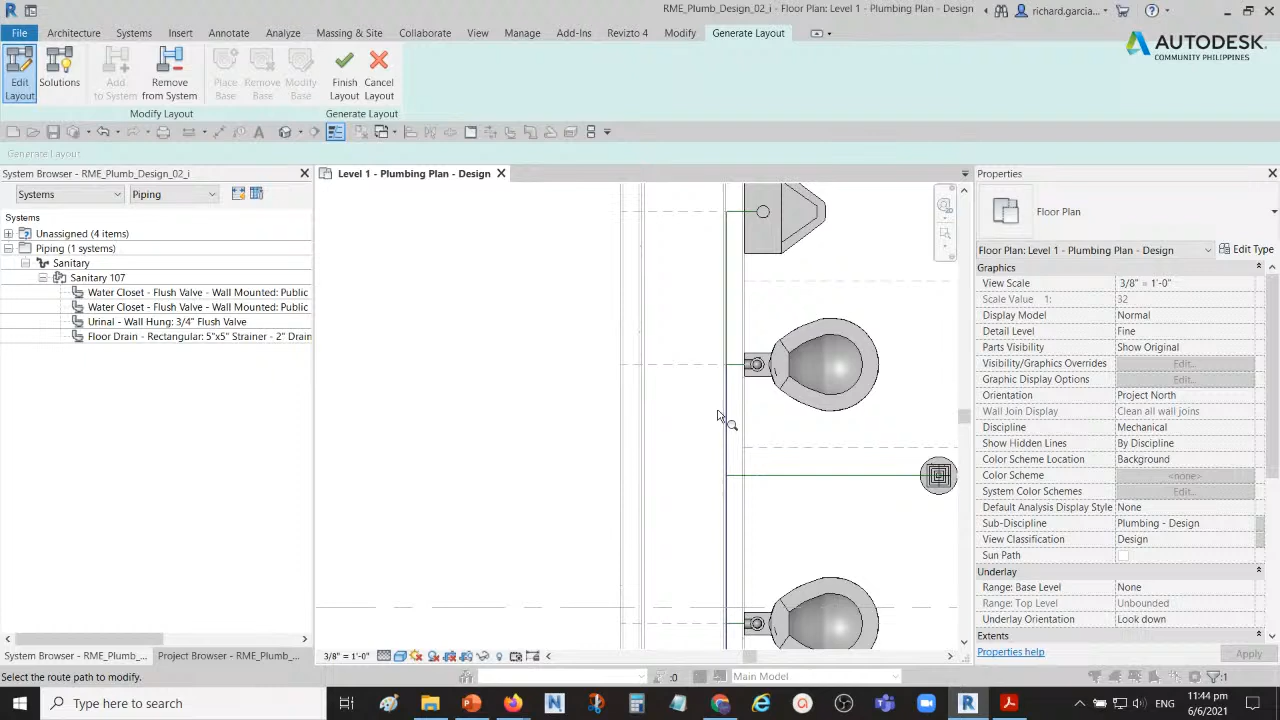 RME_Plumb_Design_02_i - Floor Plan: Level 1 - Plumbing Plan - Design
richard.garcia...
File Architecture Systems Insert Annotate Analyze Massing & Site Collaborate View Manage Add-Ins Revizto 4 Modify Generate Layout
AUTODESK.
COMMUNITY PHILIPPINES
Edit Layout
Solutions
Add to System
Remove from System
Place Base
Remove Base
Modify Base
Finish Layout
Cancel Layout
Modify Layout
Generate Layout
Generate Layout
System Browser - RME_Plumb_Design_02_i
Systems
Piping
Systems
Unassigned (4 items)
Piping (1 systems)
Sanitary
Sanitary 107
Water Closet - Flush Valve - Wall Mounted: Public
Water Closet - Flush Valve - Wall Mounted: Public
Urinal - Wall Hung: 3/4" Flush Valve
Floor Drain - Rectangular: 5"x5" Strainer - 2" Drain
System Browser - RME_Plumb_...
Project Browser - RME_Plumb_...
Level 1 - Plumbing Plan - Design
3/8" = 1'-0"
Properties
Floor Plan
Floor Plan: Level 1 - Plumbing Plan - Design
Edit Type
Graphics
View Scale 3/8" = 1'-0"
Scale Value 1: 32
Display Model Normal
Detail Level Fine
Parts Visibility Show Original
Visibility/Graphics Overrides Edit...
Graphic Display Options Edit...
Orientation Project North
Wall Join Display Clean all wall joins
Discipline Mechanical
Show Hidden Lines By Discipline
Color Scheme Location Background
Color Scheme <none>
System Color Schemes Edit...
Default Analysis Display Style None
Sub-Discipline Plumbing - Design
View Classification Design
Sun Path
Underlay
Range: Base Level None
Range: Top Level Unbounded
Underlay Orientation Look down
Extents
Properties help
Apply
Select the route path to modify.
:0
Main Model
:1
Type here to search
ENG
11:44 pm
6/6/2021